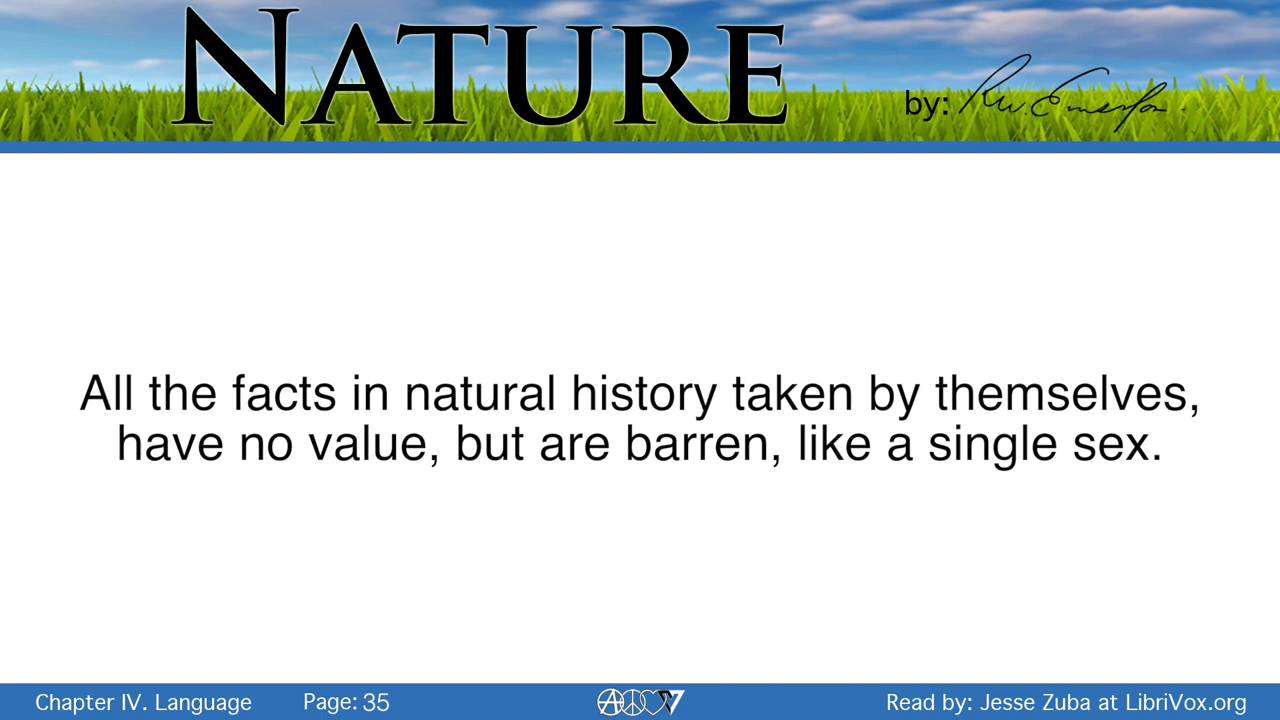 NATURE
by: R.W. Emerson.
All the facts in natural history taken by themselves,
have no value, but are barren, like a single sex.
Chapter IV. Language Page: 35 Read by: Jesse Zuba at LibriVox.org